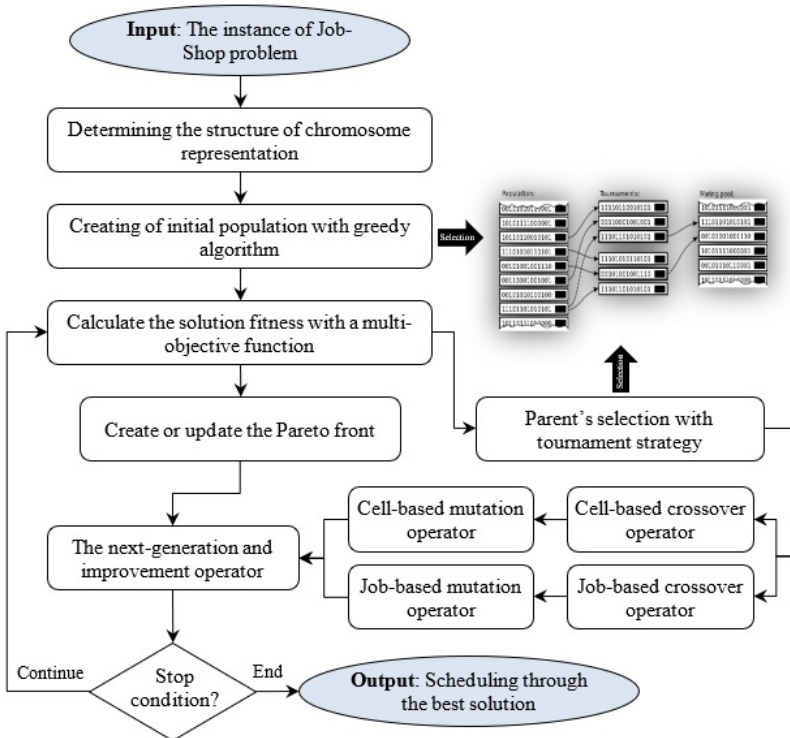 Input: The instance of Job-
Shop problem
Determining the structure of chromosome
representation
Creating of initial population with greedy
algorithm
Selection
Population:
Tournaments:
Mating pool:
Calculate the solution fitness with a multi-
objective function
Selection
Create or update the Pareto front
Parent's selection with
tournament strategy
Cell-based mutation
operator
Cell-based crossover
operator
The next-generation and
improvement operator
Job-based mutation
operator
Job-based crossover
operator
Continue
Stop
condition?
End
Output: Scheduling through
the best solution